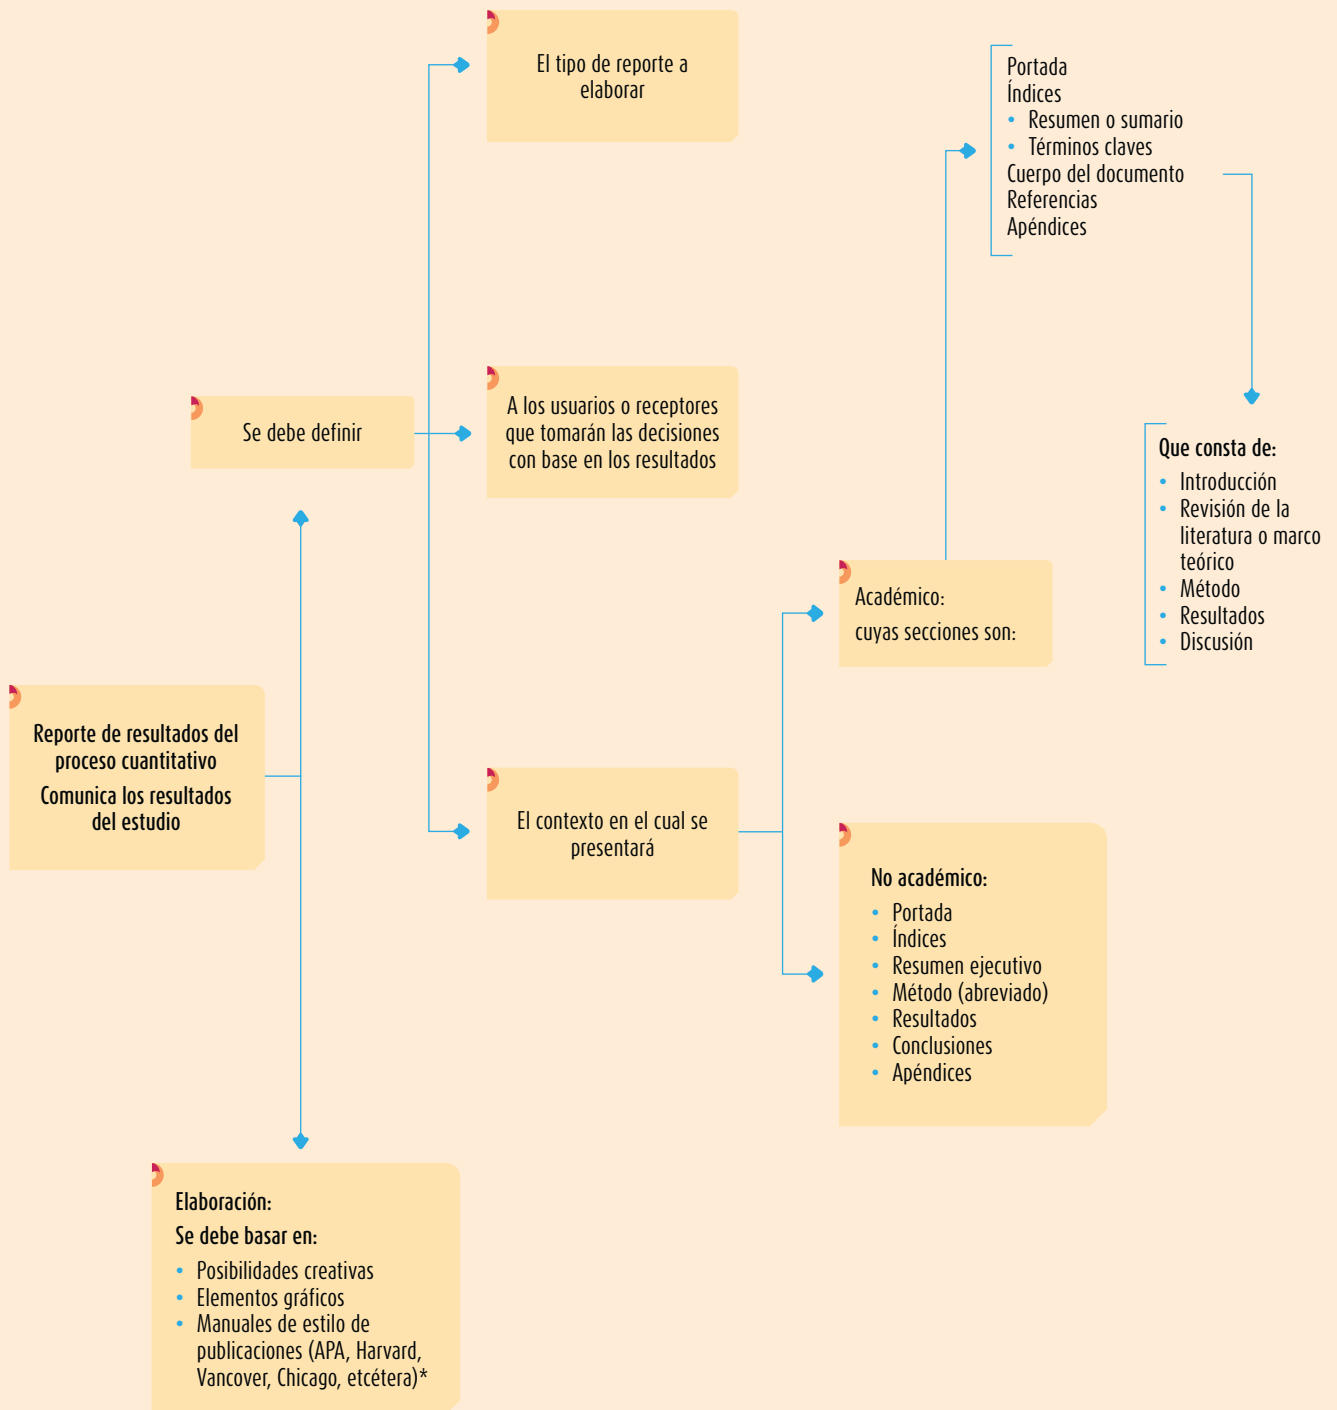 El tipo de reporte a
elaborar
Portada
Índices
• Resumen o sumario
• Términos claves
Cuerpo del documento
Referencias
Apéndices
Se debe definir
A los usuarios o receptores
que tomarán las decisiones
con base en los resultados
Que consta de:
• Introducción
• Revisión de la
literatura o marco
teórico
• Método
• Resultados
• Discusión
Académico:
cuyas secciones son:
Reporte de resultados del
proceso cuantitativo
Comunica los resultados
del estudio
El contexto en el cual se
presentará
No académico:
• Portada
• Índices
• Resumen ejecutivo
• Método (abreviado)
• Resultados
• Conclusiones
• Apéndices
Elaboración:
Se debe basar en:
• Posibilidades creativas
• Elementos gráficos
• Manuales de estilo de
publicaciones (APA, Harvard,
Vancover, Chicago, etcétera)*